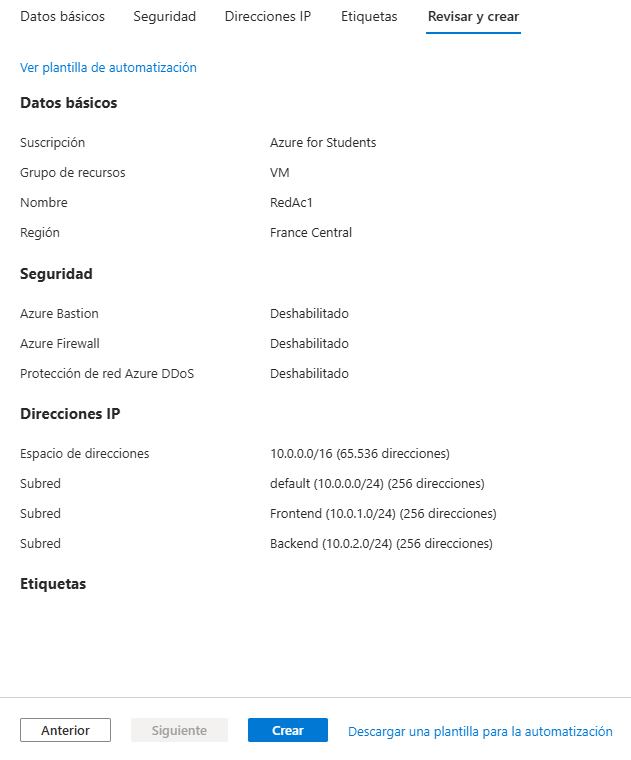 Datos básicos Seguridad Direcciones IP Etiquetas Revisar y crear
Ver plantilla de automatización
Datos básicos
Suscripción Azure for Students
Grupo de recursos VM
Nombre RedAc1
Región France Central
Seguridad
Azure Bastion Deshabilitado
Azure Firewall Deshabilitado
Protección de red Azure DDoS Deshabilitado
Direcciones IP
Espacio de direcciones 10.0.0.0/16 (65.536 direcciones)
Subred default (10.0.0.0/24) (256 direcciones)
Subred Frontend (10.0.1.0/24) (256 direcciones)
Subred Backend (10.0.2.0/24) (256 direcciones)
Etiquetas
Anterior Siguiente Crear Descargar una plantilla para la automatización